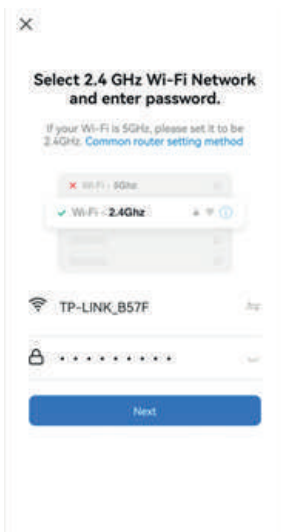 Select 2.4 GHz Wi-Fi Network
and enter password.
If your Wi-Fi is 5GHz, please set it to be
2.4GHz. Common router setting method
Wi-Fi - 5Ghz
Wi-Fi - 2.4Ghz
TP-LINK_B57F
Next